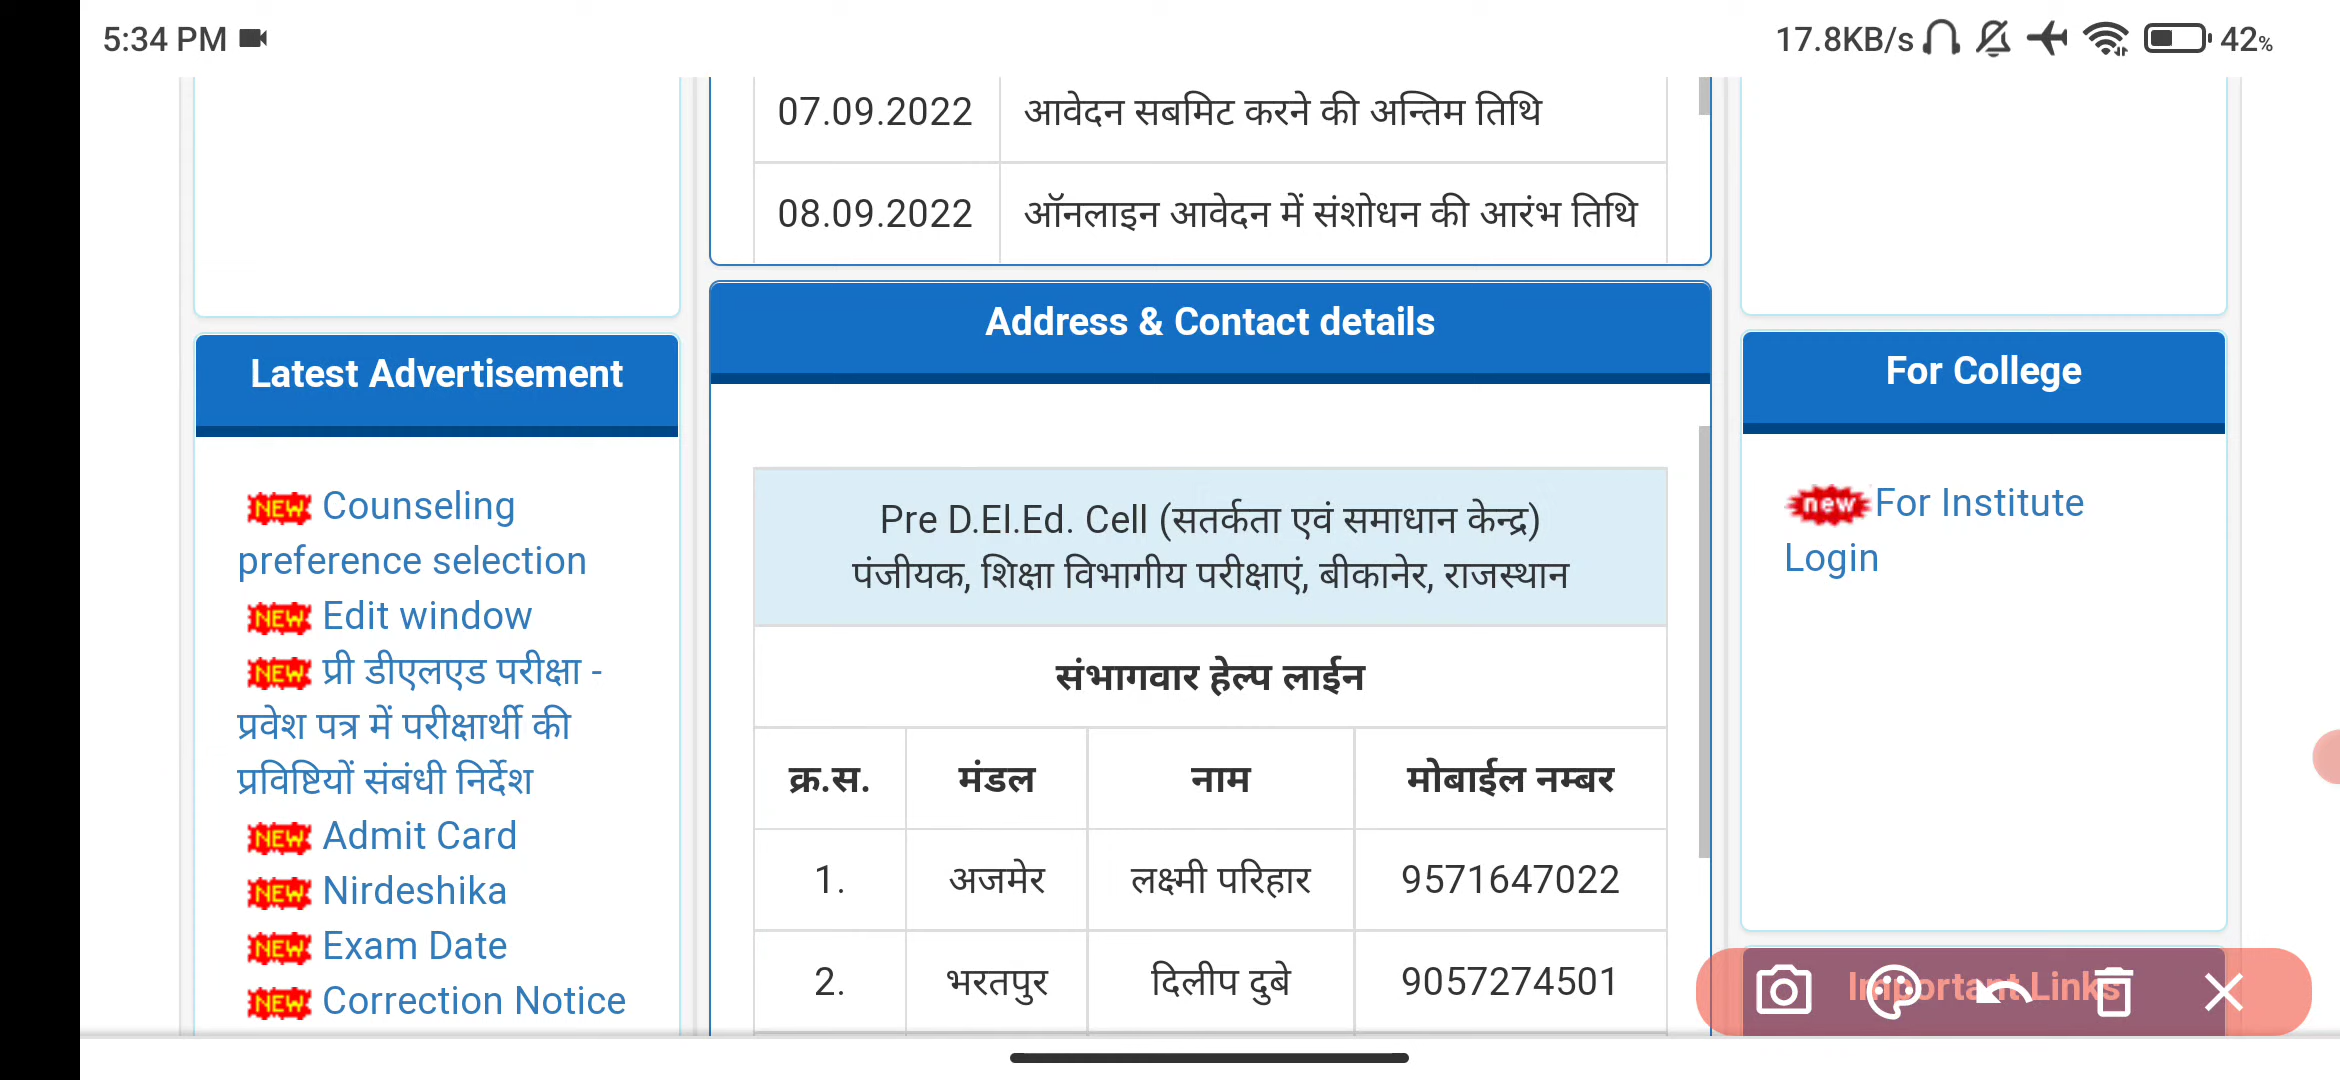 5:34 PM
17.8KB/s 42%
07.09.2022 आवेदन सबमिट करने की अन्तिम तिथि
08.09.2022 ऑनलाइन आवेदन में संशोधन की आरंभ तिथि
Latest Advertisement
NEW Counseling
preference selection
NEW Edit window
NEW प्री डीएलएड परीक्षा -
प्रवेश पत्र में परीक्षार्थी की
प्रविष्टियों संबंधी निर्देश
NEW Admit Card
NEW Nirdeshika
NEW Exam Date
NEW Correction Notice
Address & Contact details
Pre D.El.Ed. Cell (सतर्कता एवं समाधान केन्द्र)
पंजीयक, शिक्षा विभागीय परीक्षाएं, बीकानेर, राजस्थान
संभागवार हेल्प लाईन
क्र.स. मंडल नाम मोबाईल नम्बर
1. अजमेर लक्ष्मी परिहार 9571647022
2. भरतपुर दिलीप दुबे 9057274501
For College
new For Institute
Login
Important Links